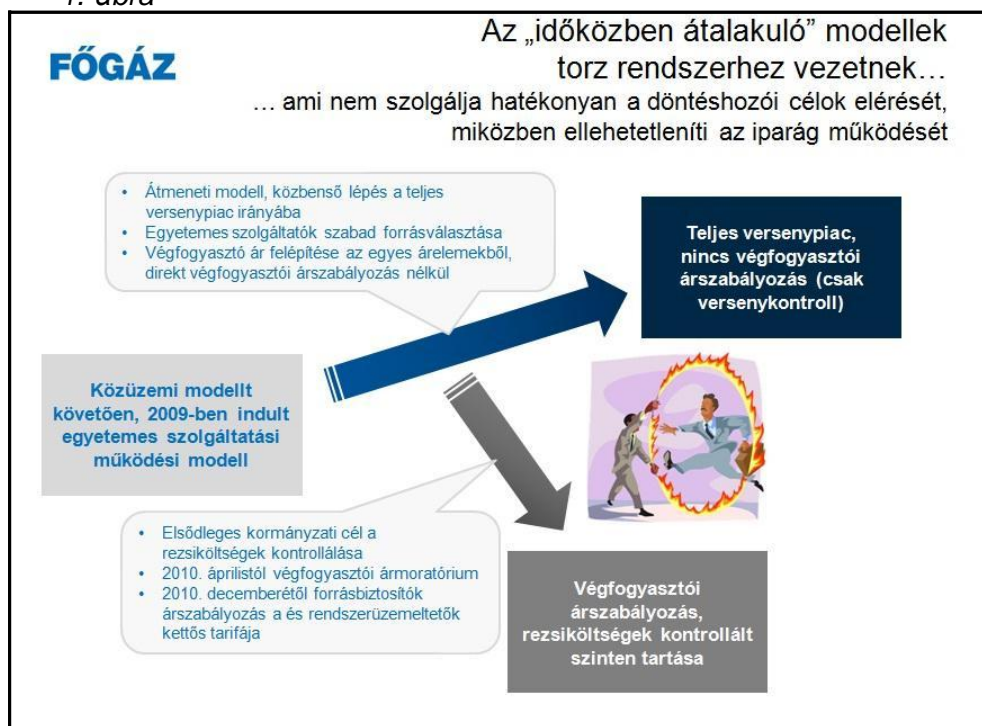 1. ábra
FŐGÁZ
Az „időközben átalakuló” modellek
torz rendszerhez vezetnek…
… ami nem szolgálja hatékonyan a döntéshozói célok elérését,
miközben ellehetetleníti az iparág működését
• Átmeneti modell, közbenső lépés a teljes
versenypiac irányába
• Egyetemes szolgáltatók szabad forrásválasztása
• Végfogyasztó ár felépítése az egyes árelemekből,
direkt végfogyasztói árszabályozás nélkül
Teljes versenypiac,
nincs végfogyasztói
árszabályozás (csak
versenykontroll)
Közüzemi modellt
követően, 2009-ben indult
egyetemes szolgáltatási
működési modell
• Elsődleges kormányzati cél a
rezsiköltségek kontrollálása
• 2010. áprilistól végfogyasztói ármoratórium
• 2010. decemberétől forrásbiztosítók
árszabályozás a és rendszerüzemeltetők
kettős tarifája
Végfogyasztói
árszabályozás,
rezsiköltségek kontrollált
szinten tartása